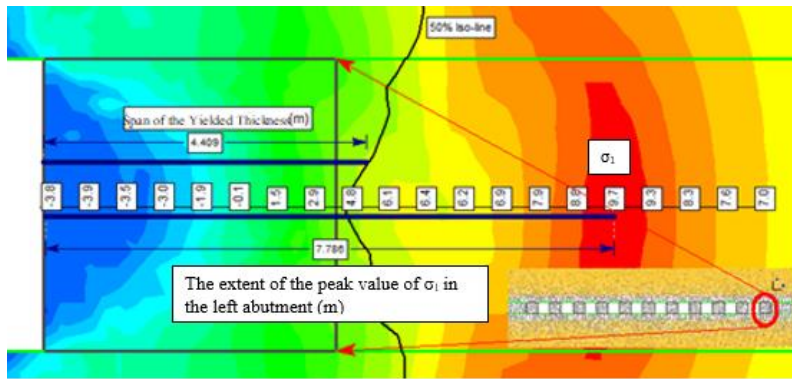 50% Iso-line
Span of the Yielded Thickness(m)
4.409
σ₁
-3.8 -3.9 -3.5 -3.0 -1.9 -0.1 1.5 2.9 4.8 6.1 6.4 6.2 6.9 7.9 8.7 9.7 9.3 8.3 7.6 7.0
7.786
The extent of the peak value of σ₁ in
the left abutment (m)